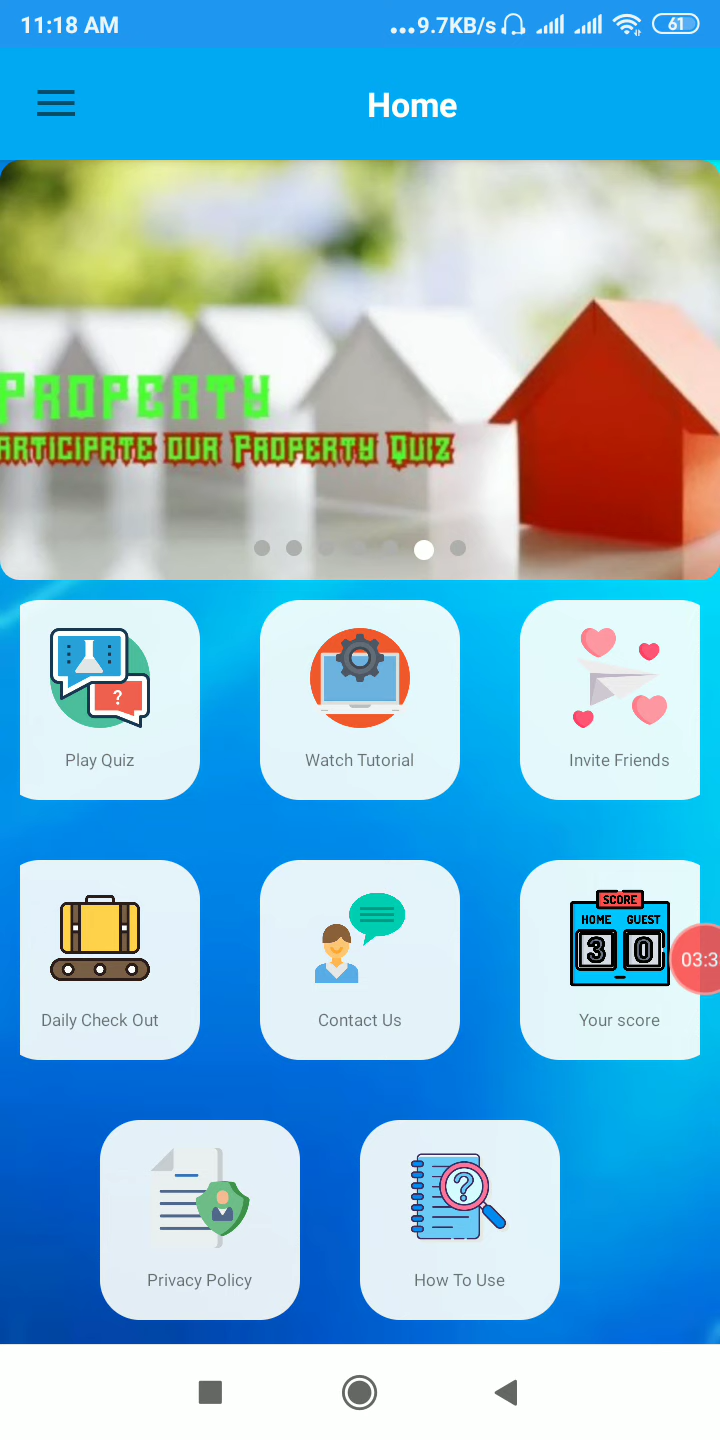 11:18 AM ...9.7KB/s 61
Home
PROPERTY
ARTICIPATE OUR PROPERTY QUIZ
?
Play Quiz
Watch Tutorial
Invite Friends
SCORE
HOME GUEST
3 0
03:3
Daily Check Out
Contact Us
Your score
?
Privacy Policy
How To Use